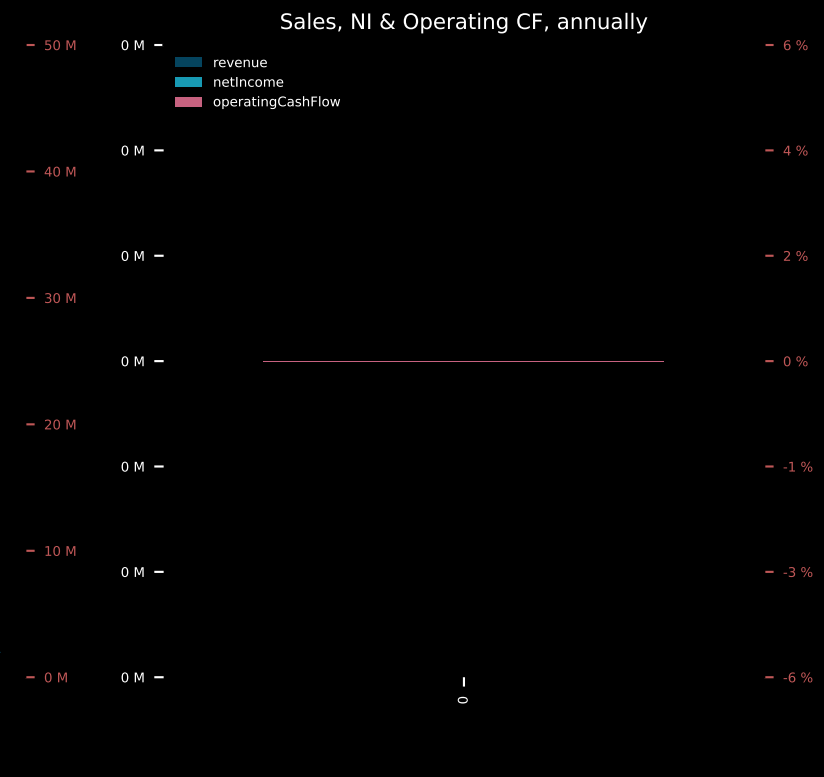 Sales, NI & Operating CF, annually
50 M 0 M 6 %
revenue
netIncome
operatingCashFlow
0 M 4 %
40 M
0 M 2 %
30 M
0 M 0 %
20 M
0 M -1 %
10 M
0 M -3 %
0 M 0 M -6 %
0